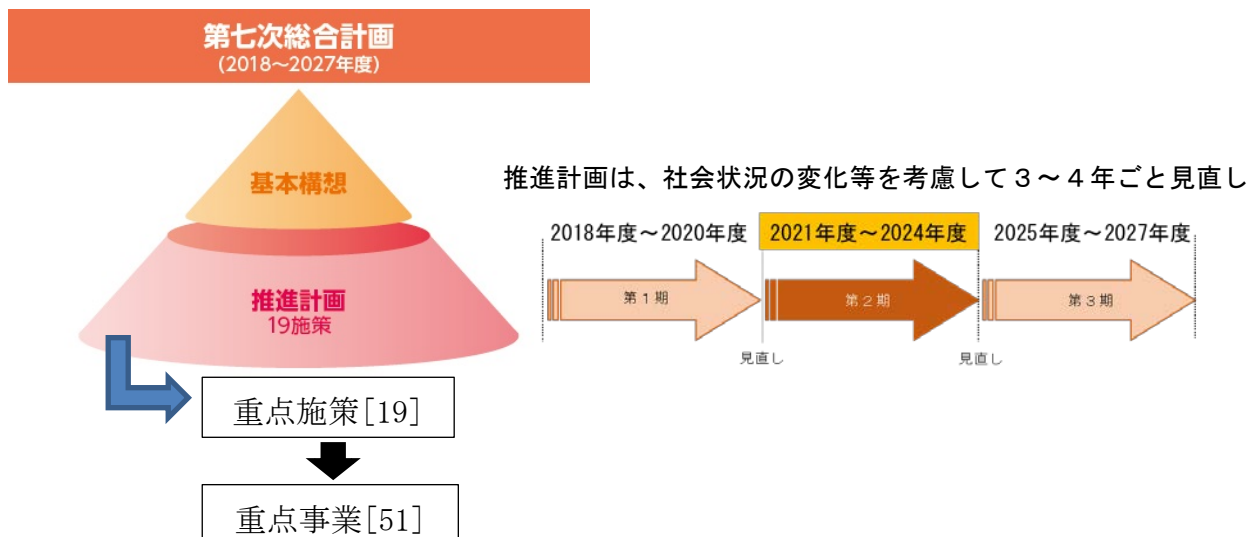 第七次総合計画
(2018～2027年度)
基本構想
推進計画
19施策
重点施策[19]
重点事業[51]
推進計画は、社会状況の変化等を考慮して３～４年ごと見直し
2018年度～2020年度
2021年度～2024年度
2025年度～2027年度
第１期
第２期
第３期
見直し
見直し